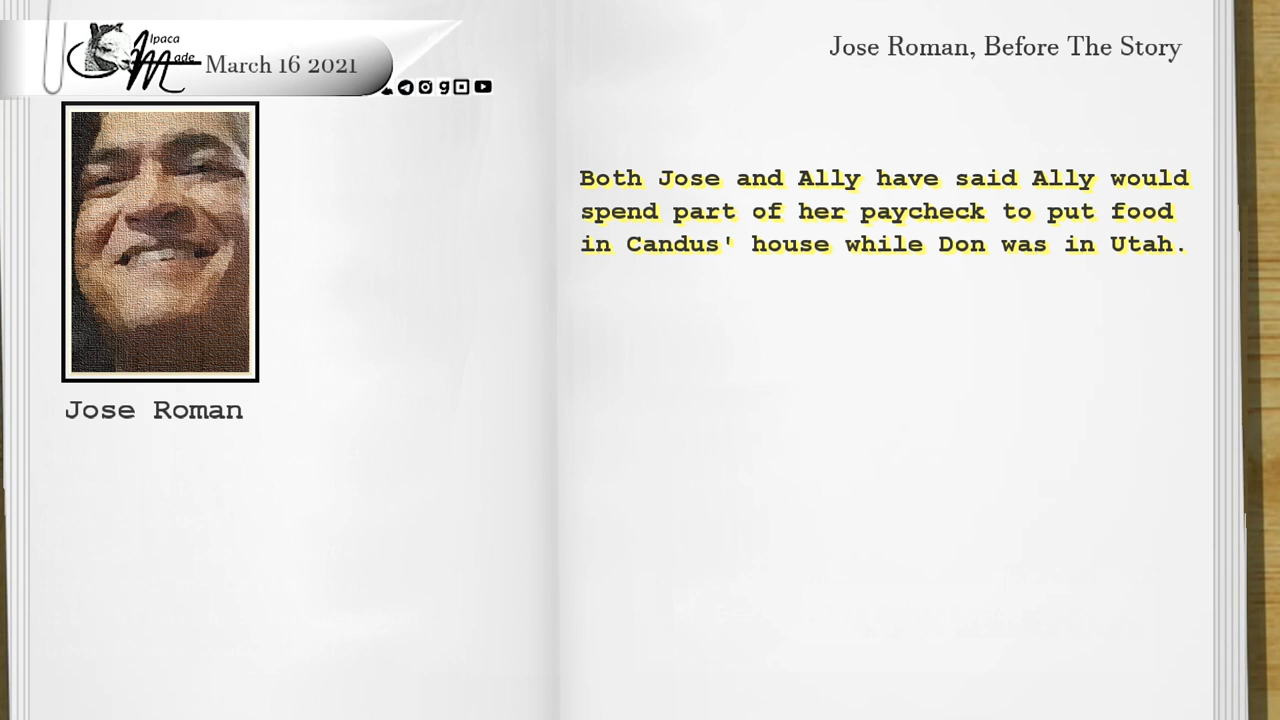 Alpaca
Made
March 16 2021
Jose Roman, Before The Story
Jose Roman
Both Jose and Ally have said Ally would
spend part of her paycheck to put food
in Candus' house while Don was in Utah.